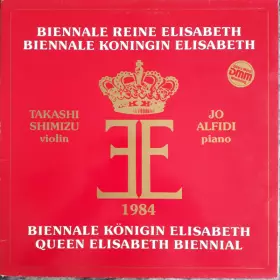 BIENNALE REINE ELISABETH
BIENNALE KONINGIN ELISABETH
TAKASHI
SHIMIZU
violin
JO
ALFIDI
piano
DMM
E
1984
BIENNALE KÖNIGIN ELISABETH
QUEEN ELISABETH BIENNIAL